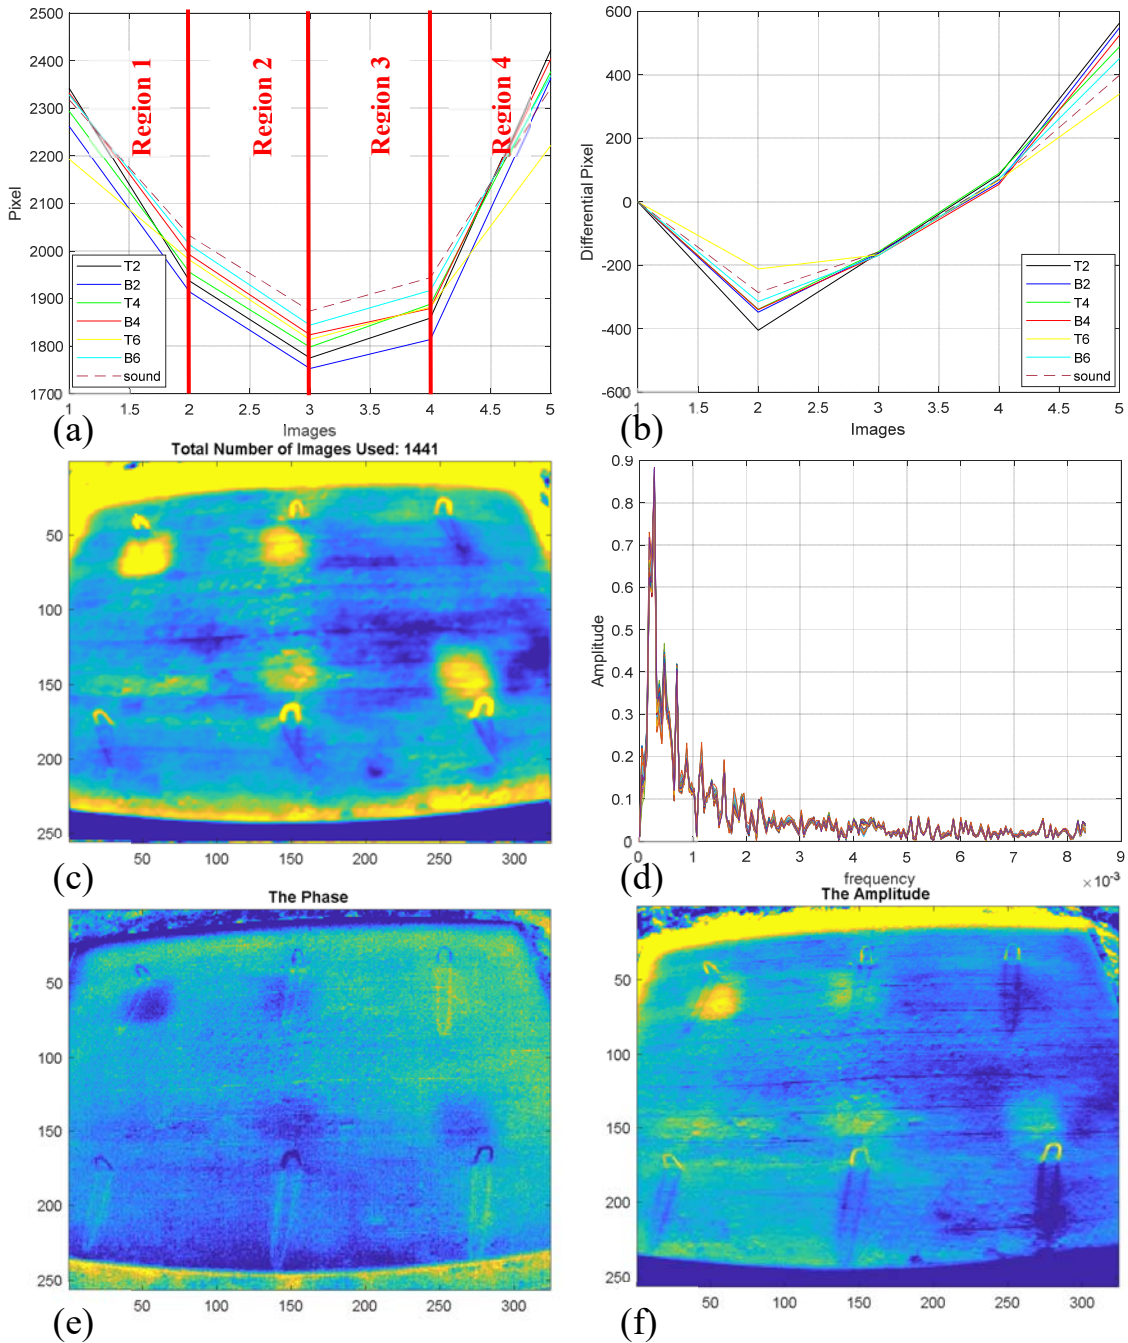 2500
2400
2300
2200
2100
2000
1900
1800
1700
Pixel
Region 1
Region 2
Region 3
Region 4
T2
B2
T4
B4
T6
B6
sound
1 1.5 2 2.5 3 3.5 4 4.5 5
Images
(a)
600
400
200
0
-200
-400
-600
Differential Pixel
T2
B2
T4
B4
T6
B6
sound
1 1.5 2 2.5 3 3.5 4 4.5 5
Images
(b)
Total Number of Images Used: 1441
50
100
150
200
250
50 100 150 200 250 300
(c)
0.9
0.8
0.7
0.6
0.5
0.4
0.3
0.2
0.1
0
Amplitude
0 1 2 3 4 5 6 7 8 9
frequency
×10-3
(d)
The Phase
50
100
150
200
250
50 100 150 200 250 300
(e)
The Amplitude
50
100
150
200
250
50 100 150 200 250 300
(f)